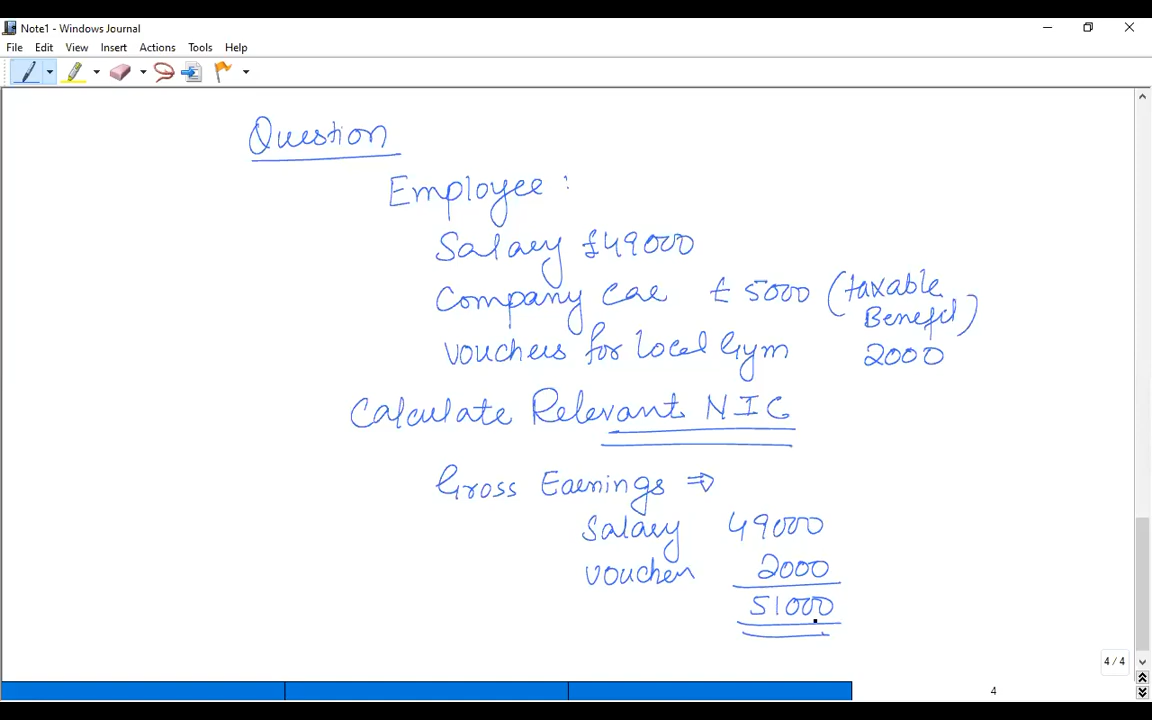 Note1 - Windows Journal
File Edit View Insert Actions Tools Help
Question
Employee :
Salary £49000
Company Car £ 5000 (taxable Benefit)
Vouchers for Local Gym 2000
Calculate Relevant NIC
Gross Earnings ⇒
Salary 49000
Voucher 2000
51000
4 / 4
4